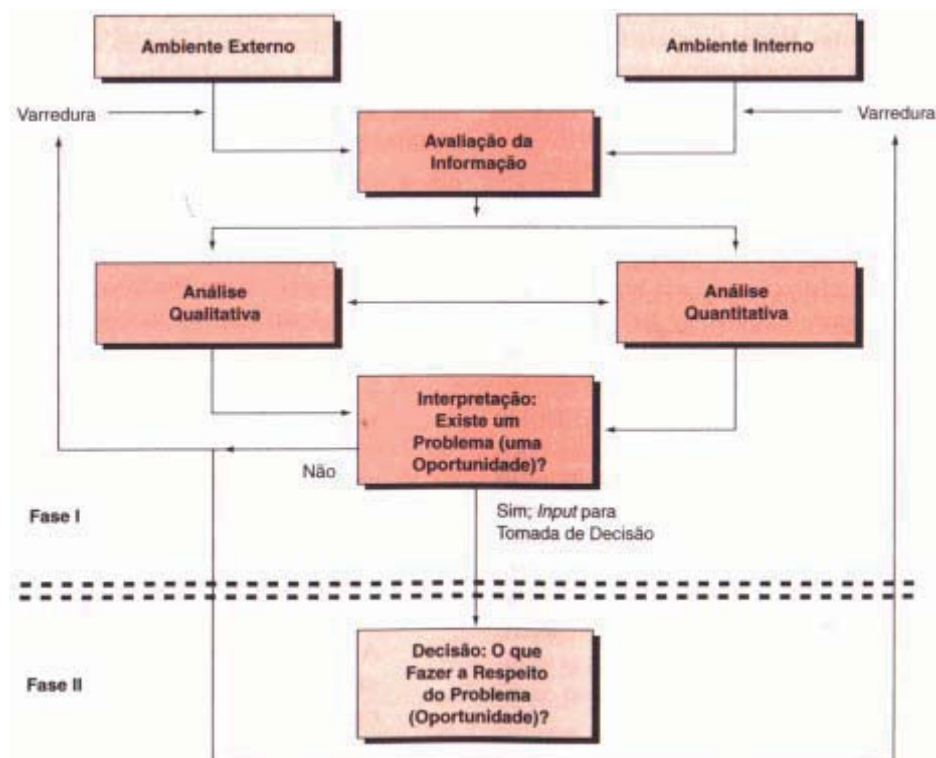 Ambiente Externo
Ambiente Interno
Varredura
Varredura
Avaliação da
Informação
Análise
Qualitativa
Análise
Quantitativa
Interpretação:
Existe um
Problema (uma
Oportunidade)?
Não
Sim; Input para
Tomada de Decisão
Fase I
Fase II
Decisão: O que
Fazer a Respeito
do Problema
(Oportunidade)?